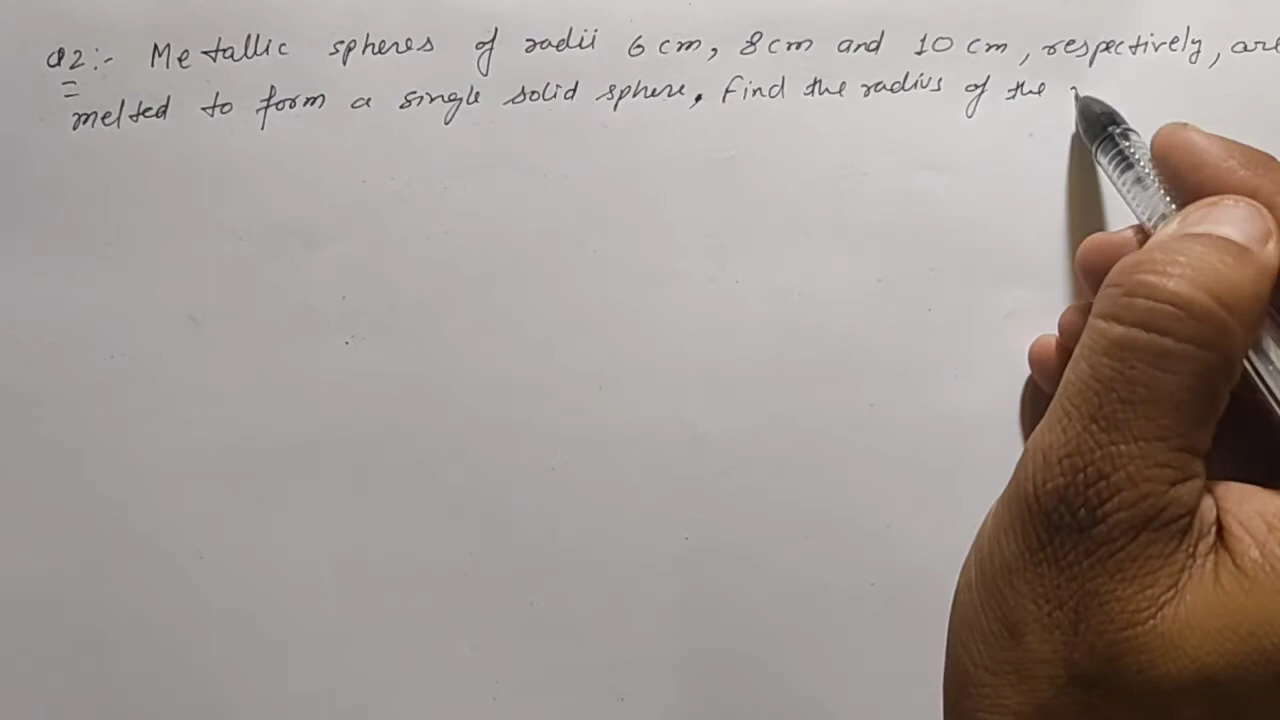 Q2:- Metallic spheres of radii 6 cm, 8 cm and 10 cm, respectively, are
melted to form a single solid sphere. Find the radius of the